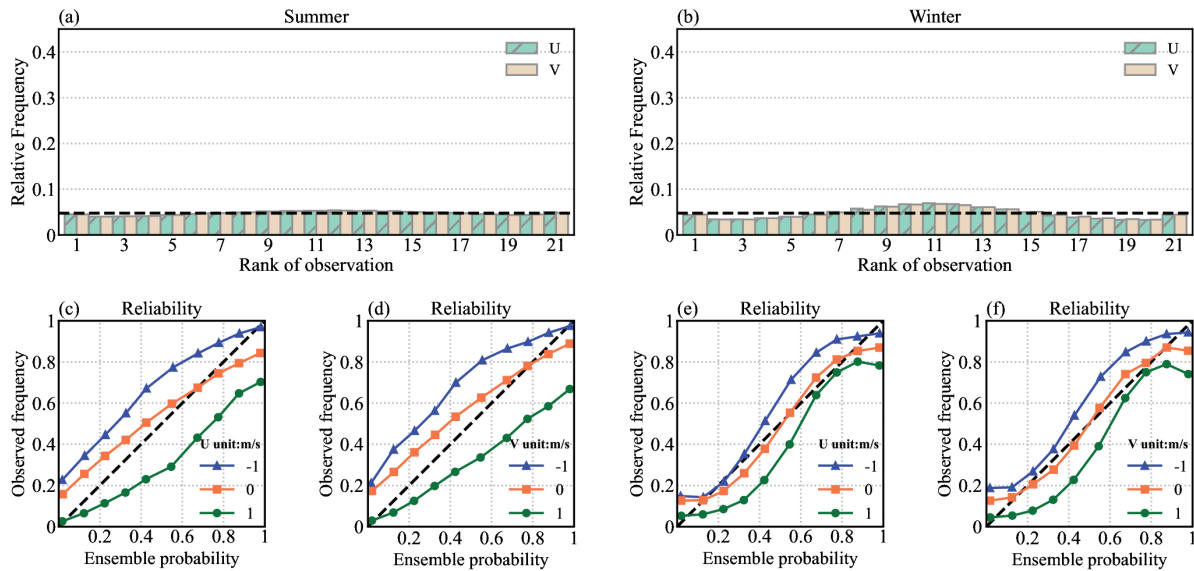 (a) Summer
Relative Frequency
0.4
0.3
0.2
0.1
0
U
V
1 3 5 7 9 11 13 15 17 19 21
Rank of observation
(b) Winter
Relative Frequency
0.4
0.3
0.2
0.1
0
U
V
1 3 5 7 9 11 13 15 17 19 21
Rank of observation
(c) Reliability
Observed frequency
1
0.8
0.6
0.4
0.2
0
U unit:m/s
-1
0
1
0.2 0.4 0.6 0.8 1
Ensemble probability
(d) Reliability
Observed frequency
1
0.8
0.6
0.4
0.2
0
V unit:m/s
-1
0
1
0.2 0.4 0.6 0.8 1
Ensemble probability
(e) Reliability
Observed frequency
1
0.8
0.6
0.4
0.2
0
U unit:m/s
-1
0
1
0.2 0.4 0.6 0.8 1
Ensemble probability
(f) Reliability
Observed frequency
1
0.8
0.6
0.4
0.2
0
V unit:m/s
-1
0
1
0.2 0.4 0.6 0.8 1
Ensemble probability